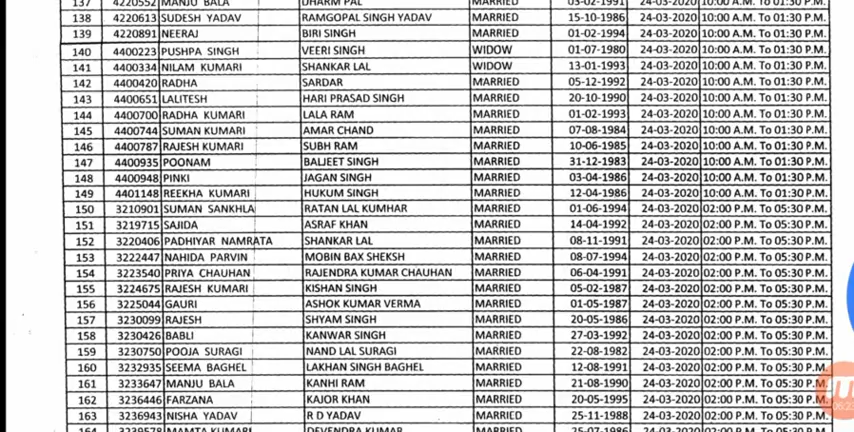 137 4220552 MANJU BALA DHARM PAL MARRIED 03-02-1991 24-03-2020 10:00 A.M. To 01:30 P.M.
138 4220613 SUDESH YADAV RAMGOPAL SINGH YADAV MARRIED 15-10-1986 24-03-2020 10:00 A.M. To 01:30 P.M.
139 4220891 NEERAJ BIRI SINGH MARRIED 01-02-1994 24-03-2020 10:00 A.M. To 01:30 P.M.
140 4400223 PUSHPA SINGH VEERI SINGH WIDOW 01-07-1980 24-03-2020 10:00 A.M. To 01:30 P.M.
141 4400334 NILAM KUMARI SHANKAR LAL WIDOW 13-01-1993 24-03-2020 10:00 A.M. To 01:30 P.M.
142 4400420 RADHA SARDAR MARRIED 05-12-1992 24-03-2020 10:00 A.M. To 01:30 P.M.
143 4400651 LALITESH HARI PRASAD SINGH MARRIED 20-10-1990 24-03-2020 10:00 A.M. To 01:30 P.M.
144 4400700 RADHA KUMARI LALA RAM MARRIED 01-02-1993 24-03-2020 10:00 A.M. To 01:30 P.M.
145 4400744 SUMAN KUMARI AMAR CHAND MARRIED 07-08-1984 24-03-2020 10:00 A.M. To 01:30 P.M.
146 4400787 RAJESH KUMARI SUBH RAM MARRIED 10-06-1985 24-03-2020 10:00 A.M. To 01:30 P.M.
147 4400935 POONAM BALJEET SINGH MARRIED 31-12-1983 24-03-2020 10:00 A.M. To 01:30 P.M.
148 4400948 PINKI JAGAN SINGH MARRIED 03-04-1986 24-03-2020 10:00 A.M. To 01:30 P.M.
149 4401148 REEKHA KUMARI HUKUM SINGH MARRIED 12-04-1986 24-03-2020 10:00 A.M. To 01:30 P.M.
150 3210901 SUMAN SANKHLA RATAN LAL KUMHAR MARRIED 01-06-1994 24-03-2020 02:00 P.M. To 05:30 P.M.
151 3219715 SAJIDA ASRAF KHAN MARRIED 14-04-1992 24-03-2020 02:00 P.M. To 05:30 P.M.
152 3220406 PADHIYAR NAMRATA SHANKAR LAL MARRIED 08-11-1991 24-03-2020 02:00 P.M. To 05:30 P.M.
153 3222447 NAHIDA PARVIN MOBIN BAX SHEKSH MARRIED 08-07-1994 24-03-2020 02:00 P.M. To 05:30 P.M.
154 3223540 PRIYA CHAUHAN RAJENDRA KUMAR CHAUHAN MARRIED 06-04-1991 24-03-2020 02:00 P.M. To 05:30 P.M.
155 3224675 RAJESH KUMARI KISHAN SINGH MARRIED 05-02-1987 24-03-2020 02:00 P.M. To 05:30 P.M.
156 3225044 GAURI ASHOK KUMAR VERMA MARRIED 01-05-1987 24-03-2020 02:00 P.M. To 05:30 P.M.
157 3230099 RAJESH SHYAM SINGH MARRIED 20-05-1986 24-03-2020 02:00 P.M. To 05:30 P.M.
158 3230426 BABLI KANWAR SINGH MARRIED 27-03-1992 24-03-2020 02:00 P.M. To 05:30 P.M.
159 3230750 POOJA SURAGI NAND LAL SURAGI MARRIED 22-08-1982 24-03-2020 02:00 P.M. To 05:30 P.M.
160 3232935 SEEMA BAGHEL LAKHAN SINGH BAGHEL MARRIED 12-08-1991 24-03-2020 02:00 P.M. To 05:30 P.M.
161 3233647 MANJU BALA KANHI RAM MARRIED 21-08-1990 24-03-2020 02:00 P.M. To 05:30 P.M.
162 3236446 FARZANA KAJOR KHAN MARRIED 20-05-1995 24-03-2020 02:00 P.M. To 05:30 P.M.
163 3236943 NISHA YADAV R D YADAV MARRIED 25-11-1988 24-03-2020 02:00 P.M. To 05:30 P.M.
164 3239578 MAMTA KUMARI DEVENDRA KUMAR MARRIED 25-07-1986 24-03-2020 02:00 P.M. To 05:30 P.M.